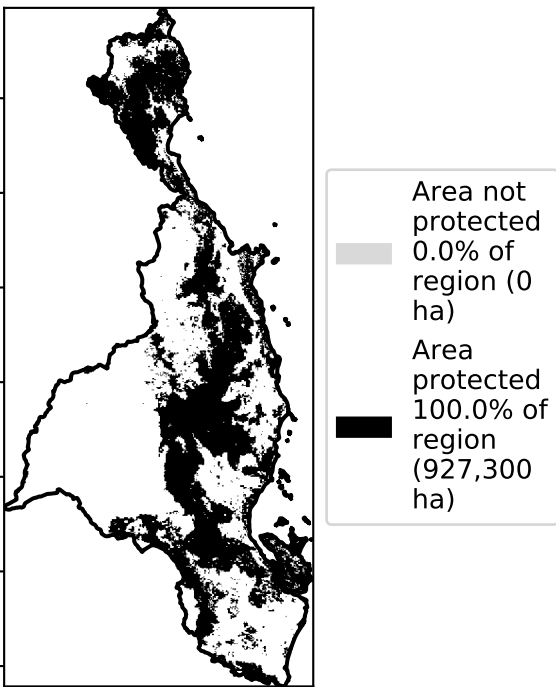 Area not
protected
0.0% of
region (0
ha)
Area
protected
100.0% of
region
(927,300
ha)